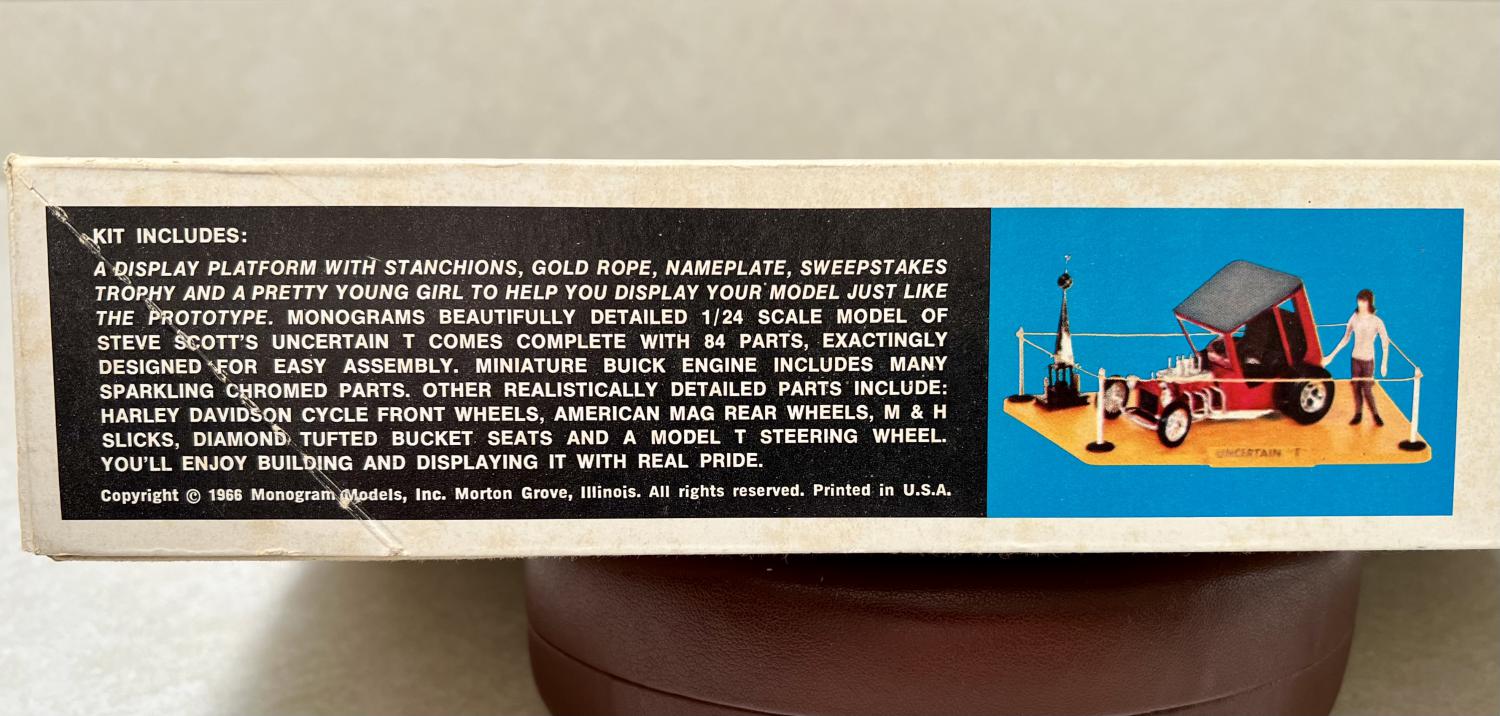 KIT INCLUDES:
A DISPLAY PLATFORM WITH STANCHIONS, GOLD ROPE, NAMEPLATE, SWEEPSTAKES
TROPHY AND A PRETTY YOUNG GIRL TO HELP YOU DISPLAY YOUR MODEL JUST LIKE
THE PROTOTYPE. MONOGRAMS BEAUTIFULLY DETAILED 1/24 SCALE MODEL OF
STEVE SCOTT'S UNCERTAIN T COMES COMPLETE WITH 84 PARTS, EXACTINGLY
DESIGNED FOR EASY ASSEMBLY. MINIATURE BUICK ENGINE INCLUDES MANY
SPARKLING CHROMED PARTS. OTHER REALISTICALLY DETAILED PARTS INCLUDE:
HARLEY DAVIDSON CYCLE FRONT WHEELS, AMERICAN MAG REAR WHEELS, M & H
SLICKS, DIAMOND TUFTED BUCKET SEATS AND A MODEL T STEERING WHEEL.
YOU'LL ENJOY BUILDING AND DISPLAYING IT WITH REAL PRIDE.
Copyright © 1966 Monogram Models, Inc. Morton Grove, Illinois. All rights reserved. Printed in U.S.A.
UNCERTAIN T